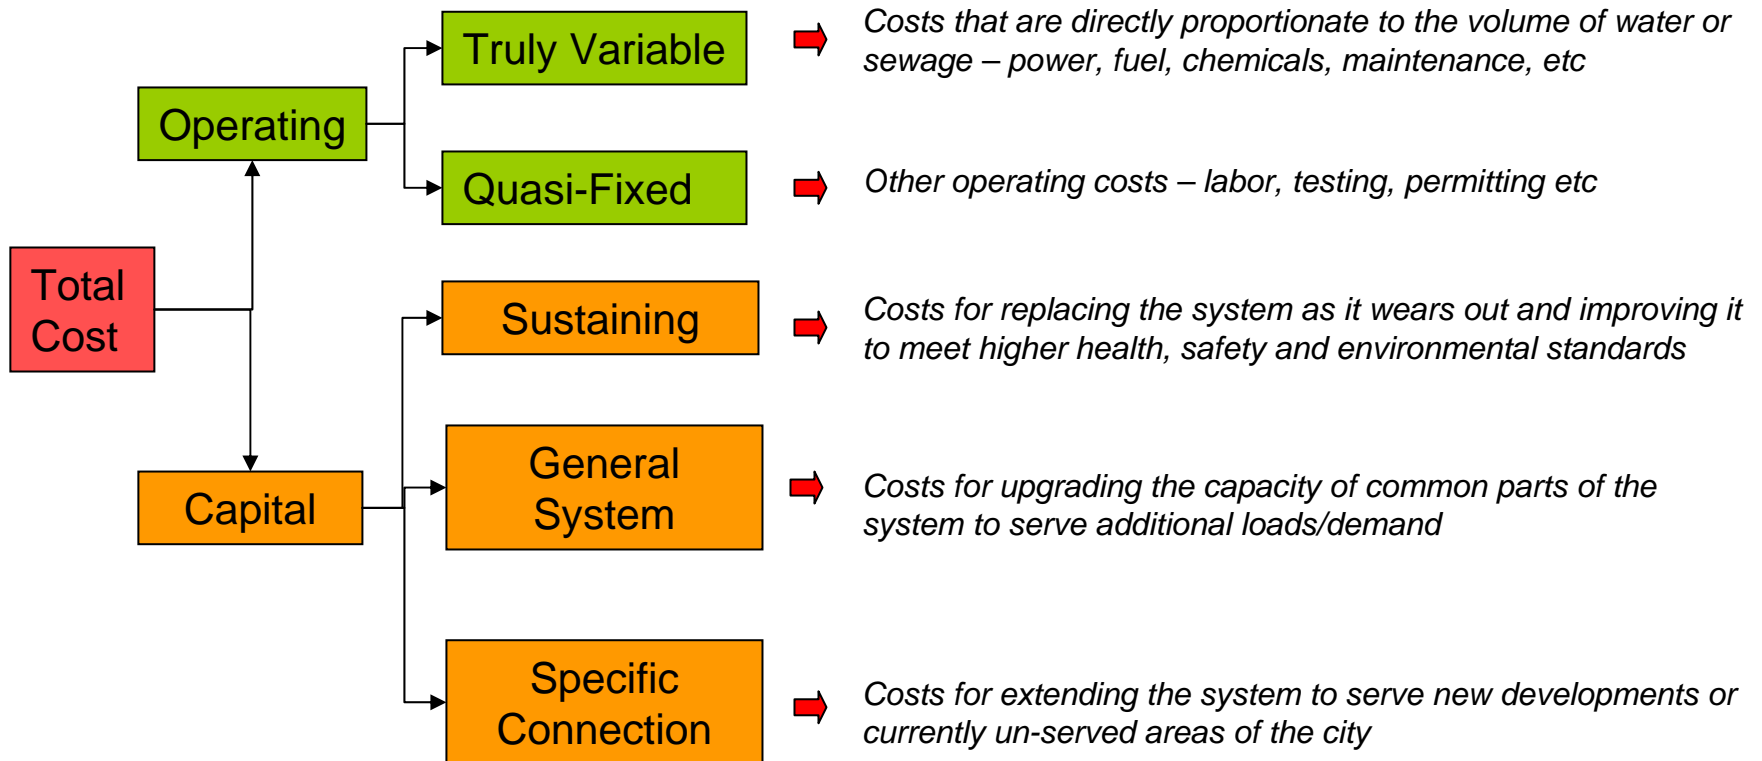 Truly Variable
Costs that are directly proportionate to the volume of water or
sewage – power, fuel, chemicals, maintenance, etc
Operating
Quasi-Fixed
Other operating costs – labor, testing, permitting etc
Total
Cost
Sustaining
Costs for replacing the system as it wears out and improving it
to meet higher health, safety and environmental standards
General
System
Costs for upgrading the capacity of common parts of the
system to serve additional loads/demand
Capital
Specific
Connection
Costs for extending the system to serve new developments or
currently un-served areas of the city